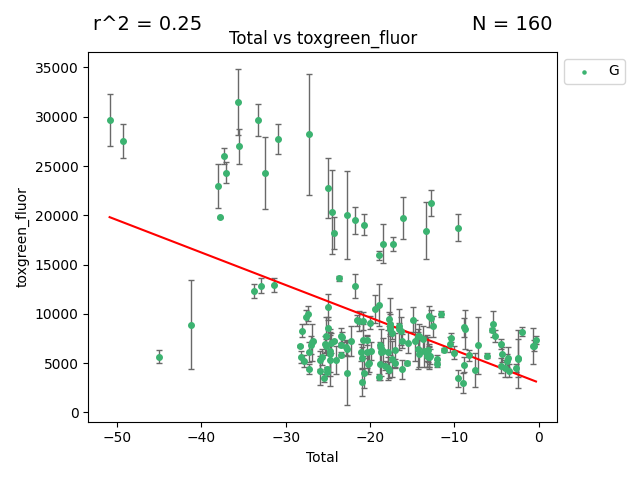 r^2 = 0.25
N = 160
Total vs toxgreen_fluor
G
35000
30000
25000
20000
15000
10000
5000
0
toxgreen_fluor
−50
−40
−30
−20
−10
0
Total